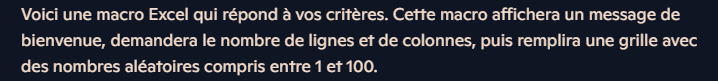 Voici une macro Excel qui répond à vos critères. Cette macro affichera un message de
bienvenue, demandera le nombre de lignes et de colonnes, puis remplira une grille avec
des nombres aléatoires compris entre 1 et 100.